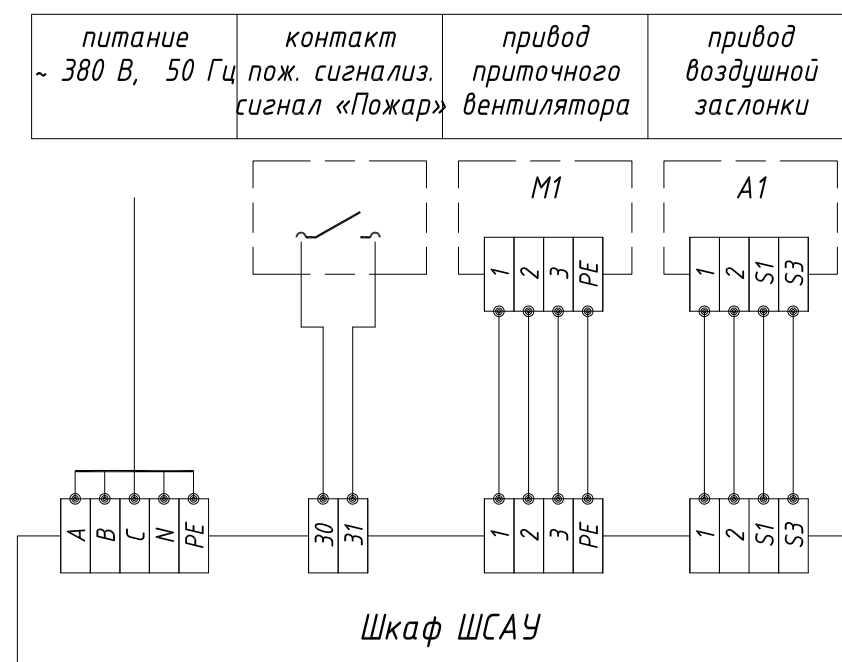 питание
~ 380 В, 50 Гц
контакт
пож. сигнализ.
сигнал «Пожар»
привод
приточного
вентилятора
привод
воздушной
заслонки
М1
А1
1 2 3 PE
1 2 S1 S3
A B C N PE
30 31
1 2 3 PE
1 2 S1 S3
Шкаф ШСАУ